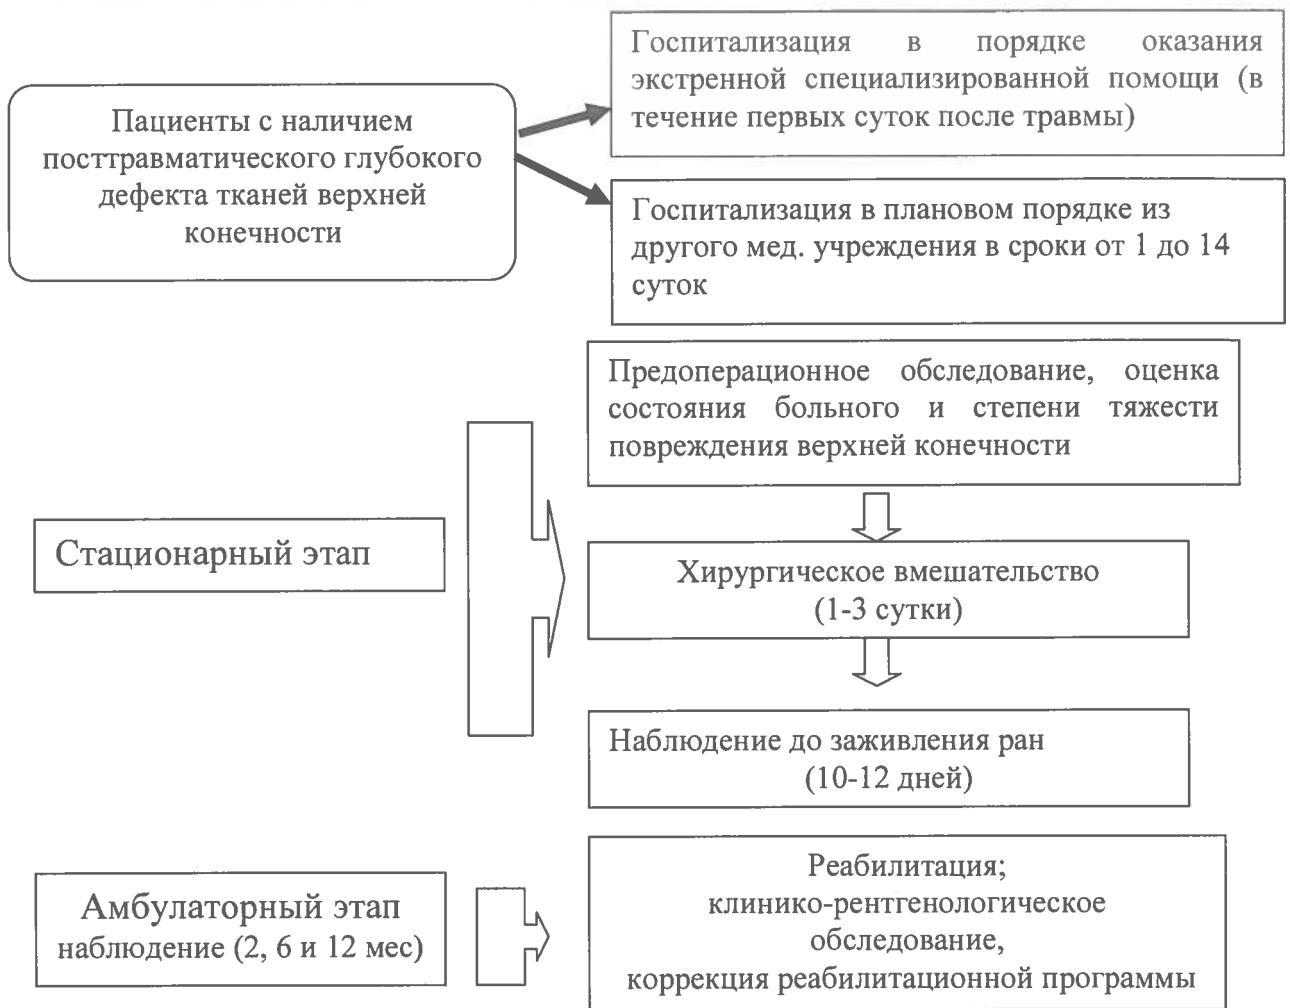 Пациенты с наличием
посттравматического глубокого
дефекта тканей верхней
конечности
Госпитализация в порядке оказания
экстренной специализированной помощи (в
течение первых суток после травмы)
Госпитализация в плановом порядке из
другого мед. учреждения в сроки от 1 до 14
суток
Предоперационное обследование, оценка
состояния больного и степени тяжести
повреждения верхней конечности
Стационарный этап
Хирургическое вмешательство
(1-3 сутки)
Наблюдение до заживления ран
(10-12 дней)
Амбулаторный этап
наблюдение (2, 6 и 12 мес)
Реабилитация;
клинико-рентгенологическое
обследование,
коррекция реабилитационной программы